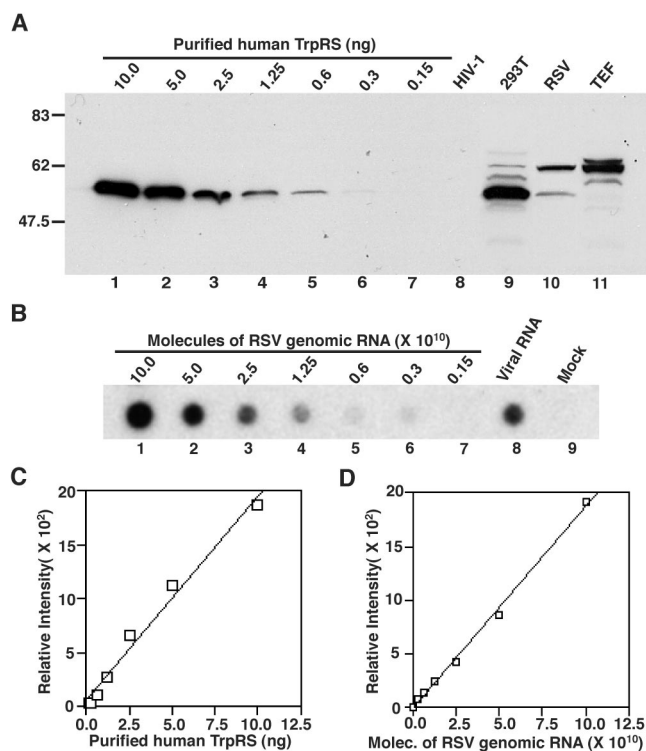 A
Purified human TrpRS (ng)
10.0 5.0 2.5 1.25 0.6 0.3 0.15 HIV-1 293T RSV TEF
83
62
47.5
1 2 3 4 5 6 7 8 9 10 11
B
Molecules of RSV genomic RNA (X 10¹⁰)
10.0 5.0 2.5 1.25 0.6 0.3 0.15 Viral RNA Mock
1 2 3 4 5 6 7 8 9
C
Relative Intensity( X 10²)
20
15
10
5
0
0.0 2.5 5.0 7.5 10.0 12.5
Purified human TrpRS (ng)
D
Relative Intensity( X 10²)
20
15
10
5
0
0.0 2.5 5.0 7.5 10.0 12.5
Molec. of RSV genomic RNA (X 10¹⁰)